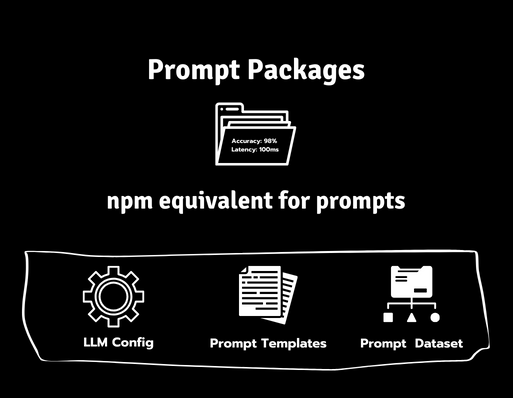 Prompt Packages
Accuracy: 98%
Latency: 100ms
npm equivalent for prompts
LLM Config
Prompt Templates
Prompt Dataset